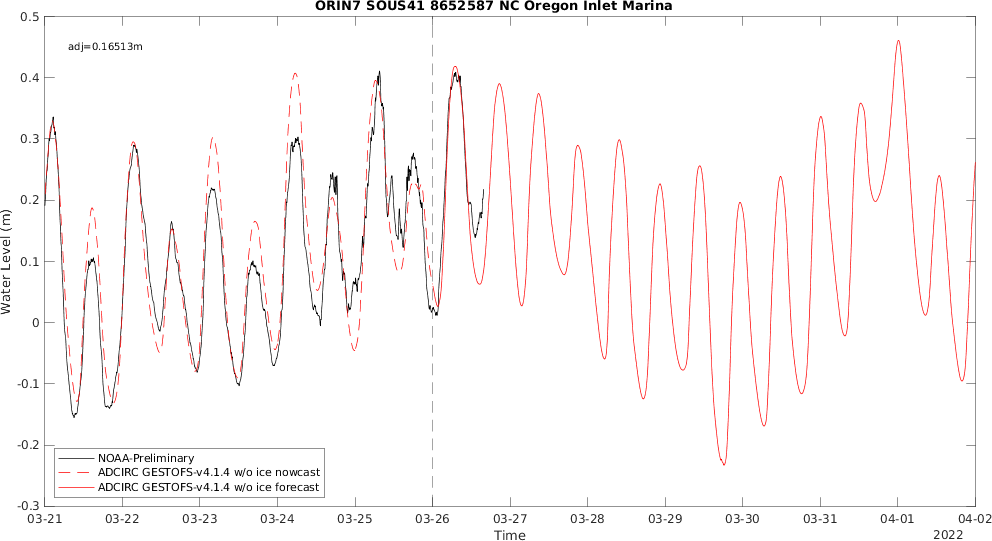 ORIN7 SOUS41 8652587 NC Oregon Inlet Marina
adj=0.16513m
0.5
0.4
0.3
0.2
0.1
0
-0.1
-0.2
-0.3
Water Level (m)
NOAA-Preliminary
ADCIRC GESTOFS-v4.1.4 w/o ice nowcast
ADCIRC GESTOFS-v4.1.4 w/o ice forecast
03-21 03-22 03-23 03-24 03-25 03-26 03-27 03-28 03-29 03-30 03-31 04-01 04-02
Time
2022